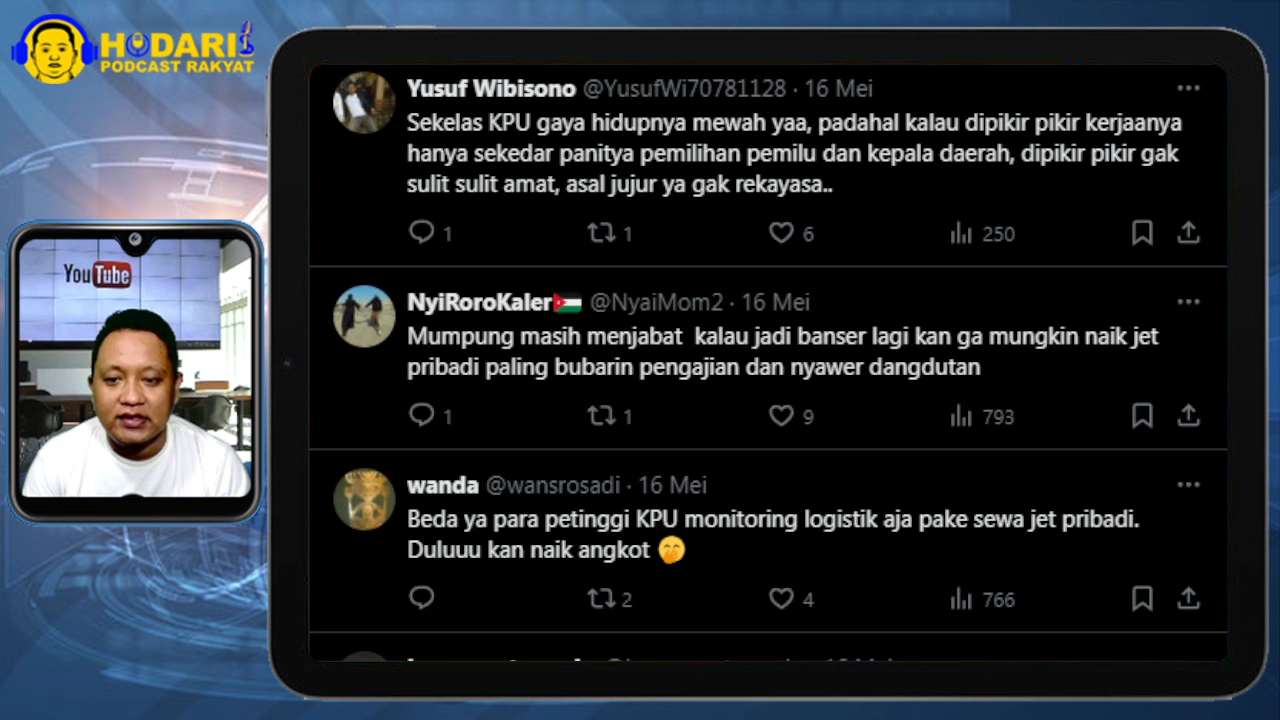 HODARI
PODCAST RAKYAT
YouTube
Yusuf Wibisono @YusufWi70781128 · 16 Mei
Sekelas KPU gaya hidupnya mewah yaa, padahal kalau dipikir pikir kerjaanya
hanya sekedar panitya pemilihan pemilu dan kepala daerah, dipikir pikir gak
sulit sulit amat, asal jujur ya gak rekayasa..
1 1 6 250
NyiRoroKaler🇯🇴 @NyaiMom2 · 16 Mei
Mumpung masih menjabat kalau jadi banser lagi kan ga mungkin naik jet
pribadi paling bubarin pengajian dan nyawer dangdutan
1 1 9 793
wanda @wansrosadi · 16 Mei
Beda ya para petinggi KPU monitoring logistik aja pake sewa jet pribadi.
Duluuu kan naik angkot 🤭
2 4 766